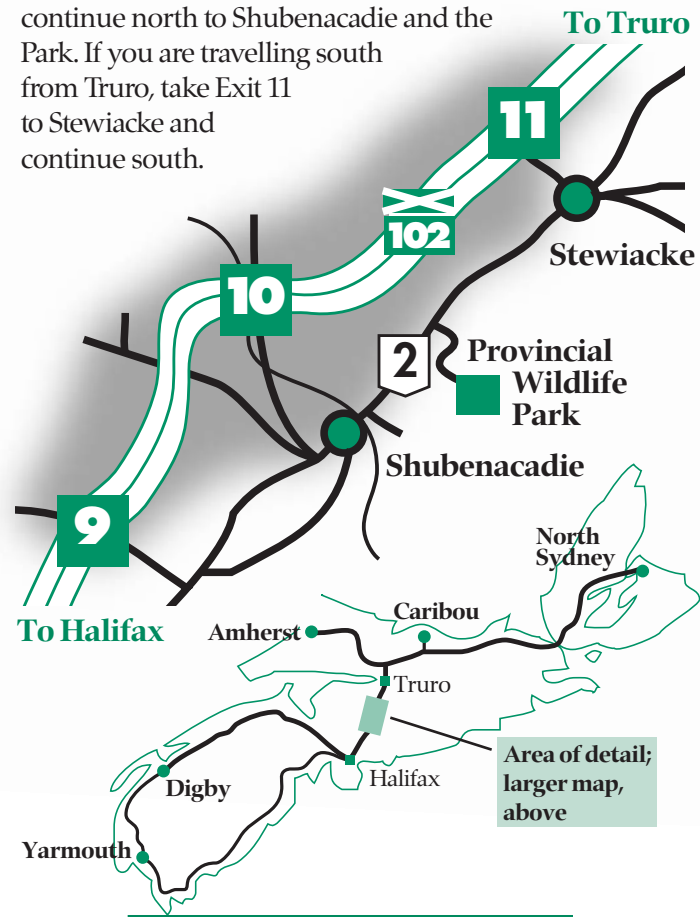 continue north to Shubenacadie and the
Park. If you are travelling south
from Truro, take Exit 11
to Stewiacke and
continue south.
To Truro
11
102
Stewiacke
10
2
Provincial
Wildlife
Park
Shubenacadie
9
To Halifax
North
Sydney
Caribou
Amherst
Truro
Area of detail;
larger map,
above
Halifax
Digby
Yarmouth